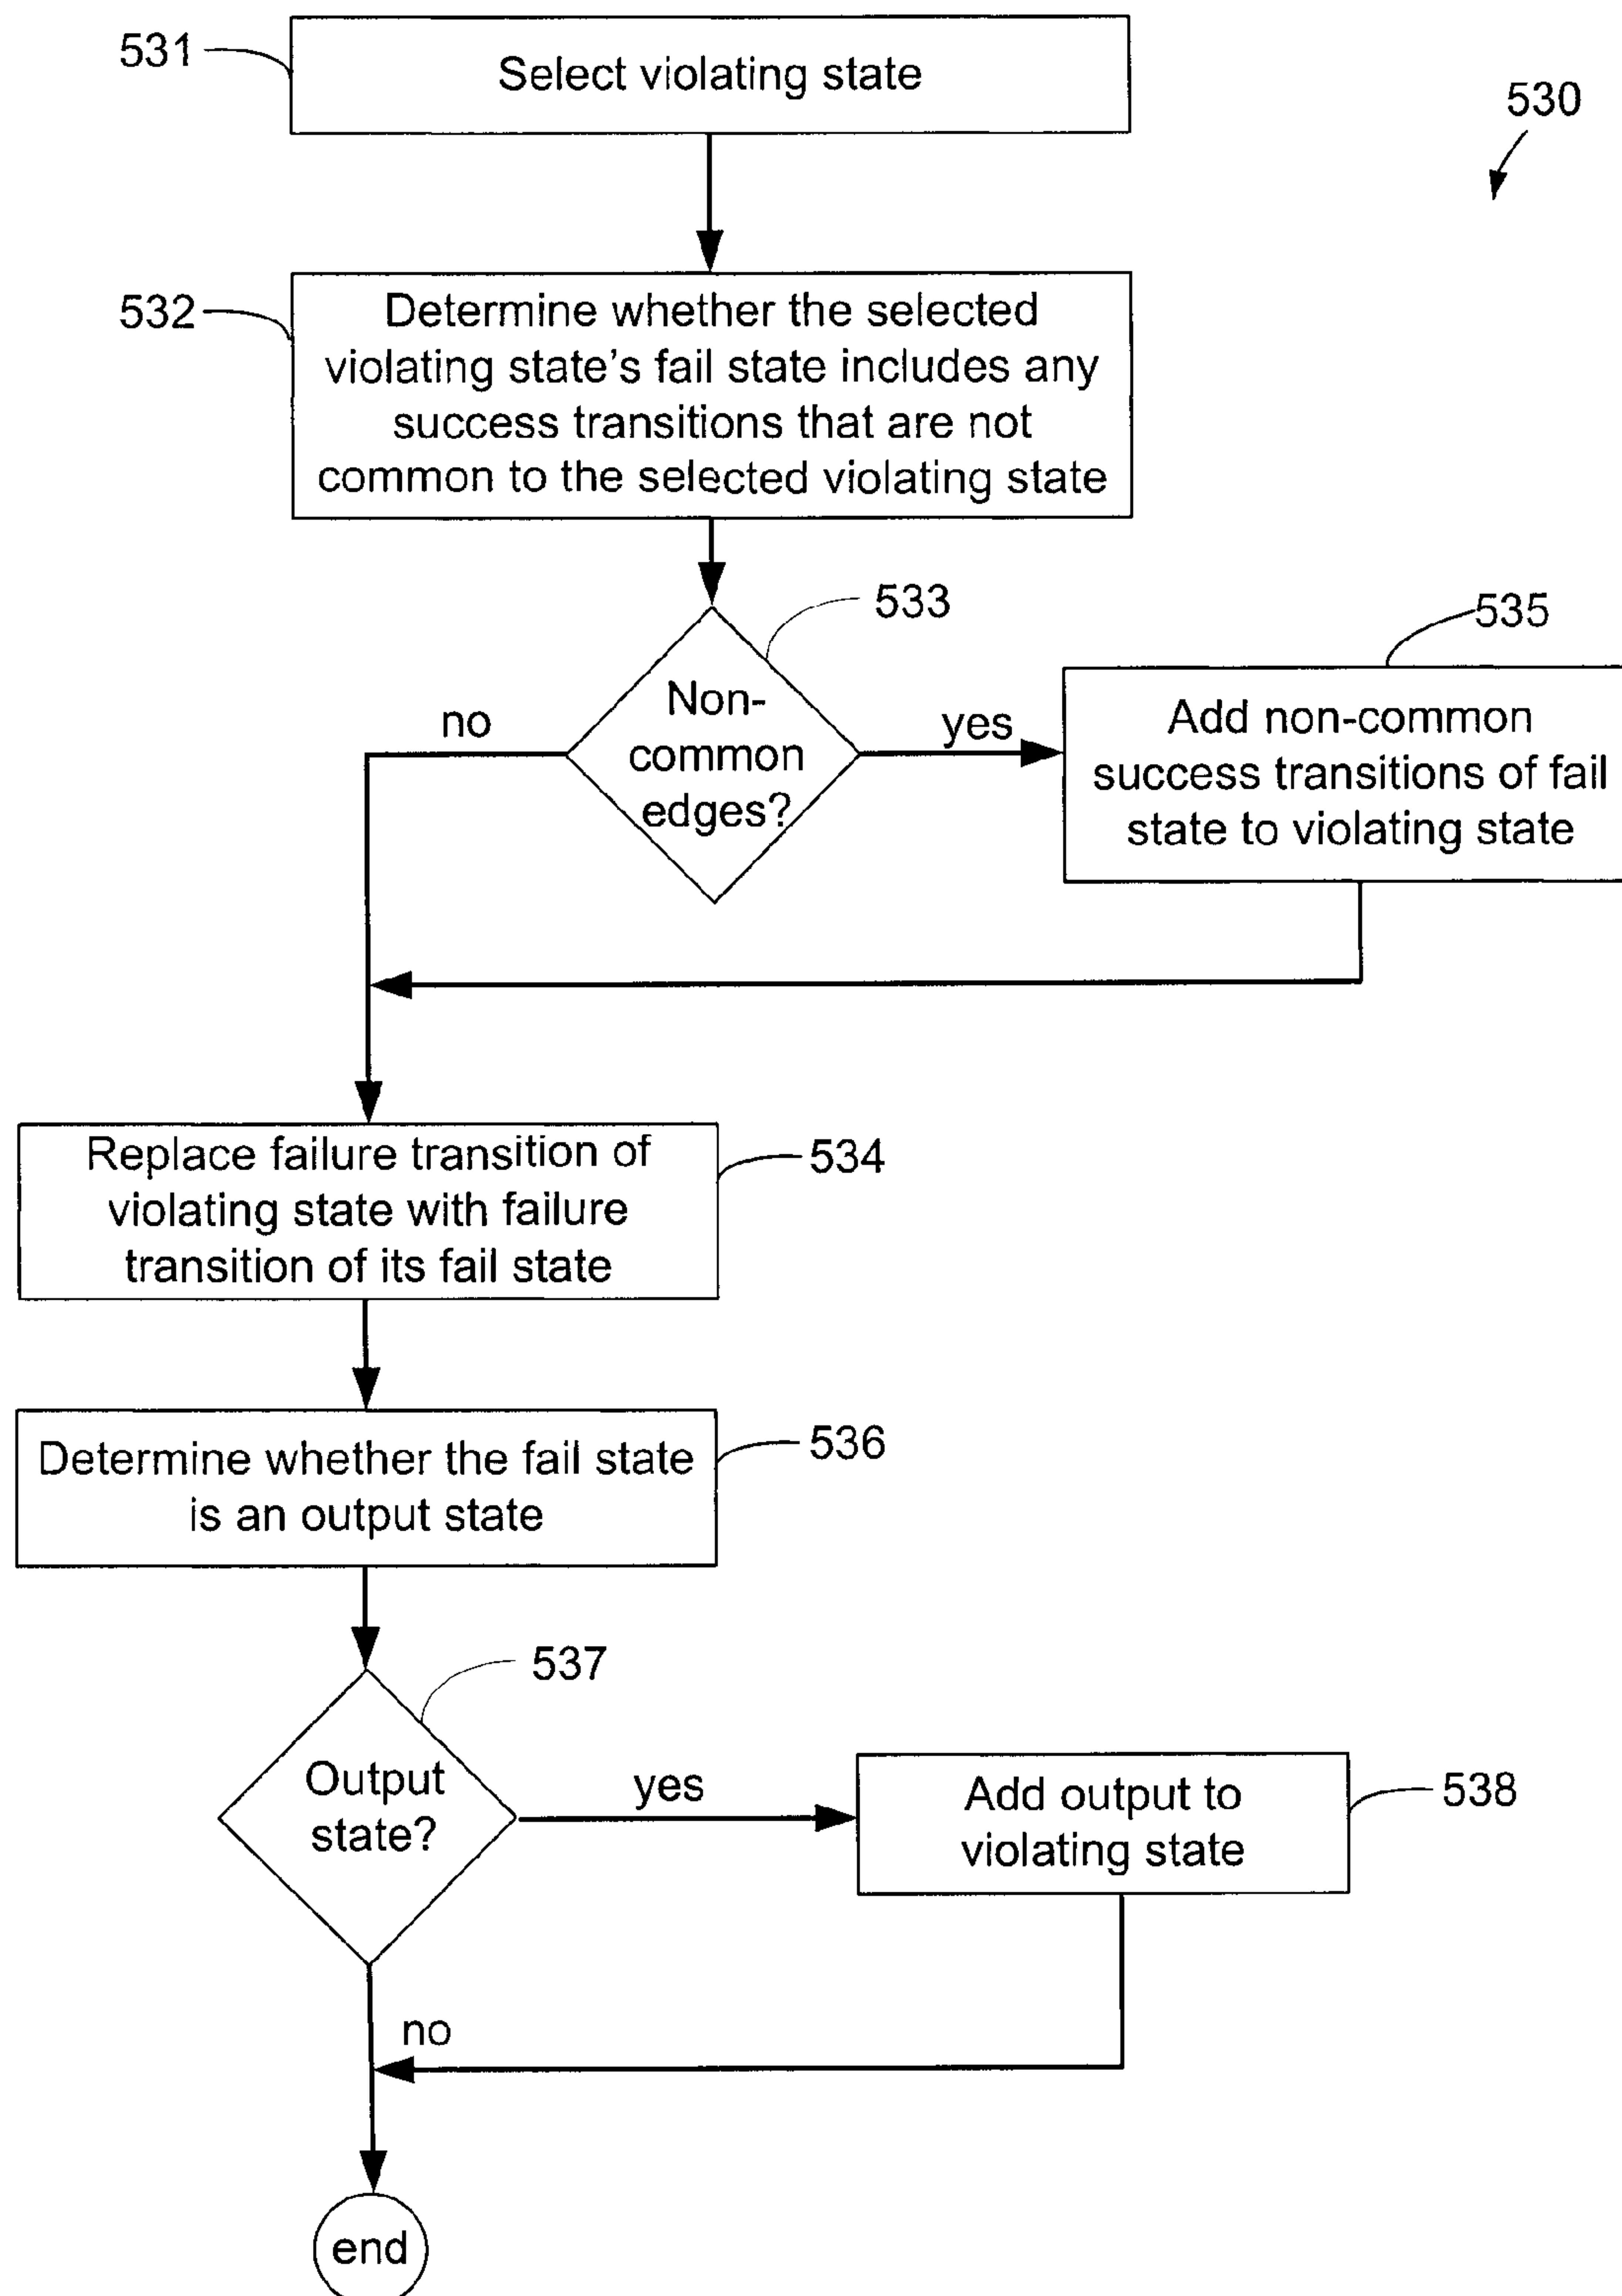 531
Select violating state
530
532
Determine whether the selected
violating state's fail state includes any
success transitions that are not
common to the selected violating state
533
535
Non-
common
edges?
no
yes
Add non-common
success transitions of fail
state to violating state
Replace failure transition of
violating state with failure
transition of its fail state
534
Determine whether the fail state
is an output state
536
537
Output
state?
yes
Add output to
violating state
538
no
end